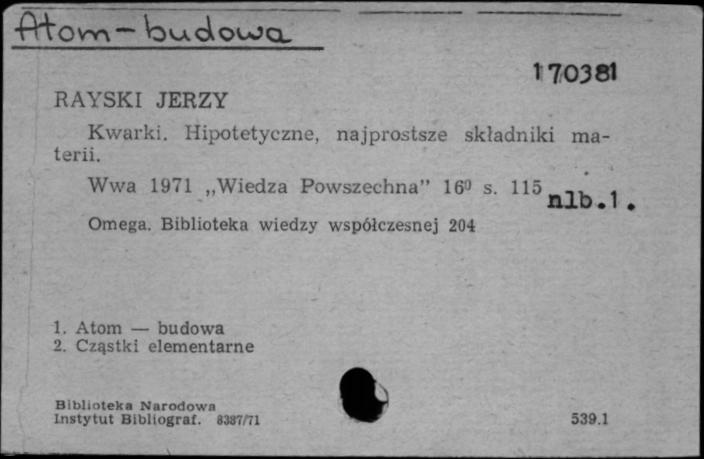 Atom-budowa
170381
RAYSKI JERZY
Kwarki. Hipotetyczne, najprostsze składniki ma-
terii.
Wwa 1971 „Wiedza Powszechna” 16⁰ s. 115 nlb.1.
Omega. Biblioteka wiedzy współczesnej 204
1. Atom — budowa
2. Cząstki elementarne
Biblioteka Narodowa
Instytut Bibliograf. 8387/71
539.1